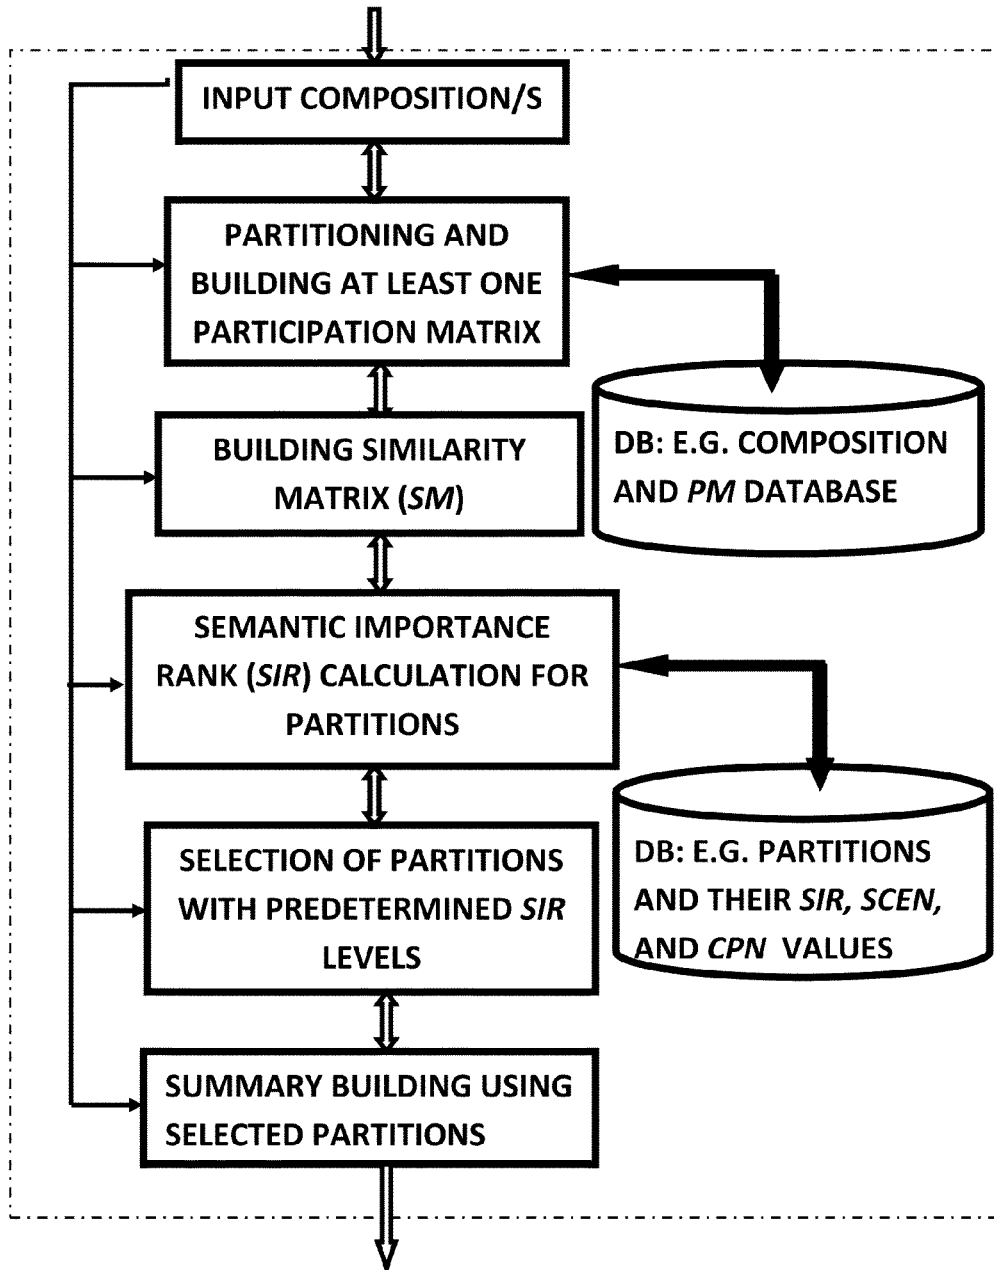 INPUT COMPOSITION/S
PARTITIONING AND
BUILDING AT LEAST ONE
PARTICIPATION MATRIX
DB: E.G. COMPOSITION
AND PM DATABASE
BUILDING SIMILARITY
MATRIX (SM)
SEMANTIC IMPORTANCE
RANK (SIR) CALCULATION FOR
PARTITIONS
DB: E.G. PARTITIONS
AND THEIR SIR, SCEN,
AND CPN VALUES
SELECTION OF PARTITIONS
WITH PREDETERMINED SIR
LEVELS
SUMMARY BUILDING USING
SELECTED PARTITIONS